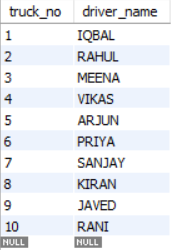 truck_no driver_name
1 IQBAL
2 RAHUL
3 MEENA
4 VIKAS
5 ARJUN
6 PRIYA
7 SANJAY
8 KIRAN
9 JAVED
10 RANI
NULL NULL